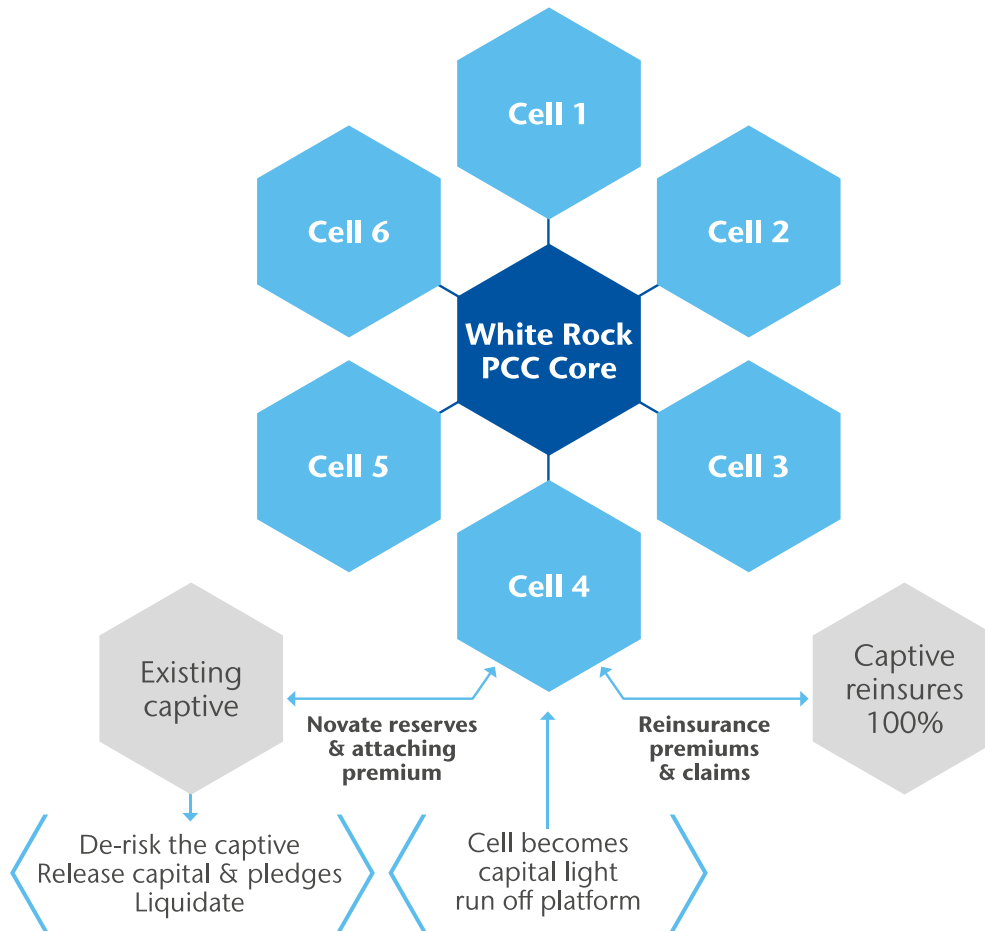 Cell 1
Cell 6
Cell 2
White Rock
PCC Core
Cell 5
Cell 3
Cell 4
Existing
captive
Captive
reinsures
100%
Novate reserves
& attaching
premium
Reinsurance
premiums
& claims
De-risk the captive
Release capital & pledges
Liquidate
Cell becomes
capital light
run off platform